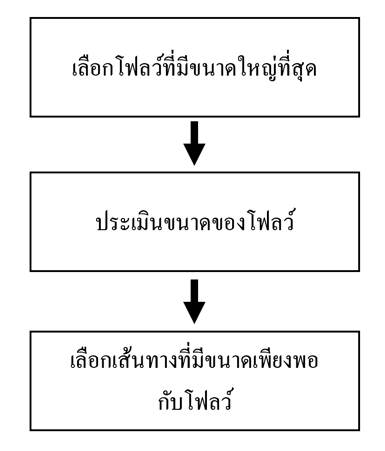 เลือกโฟลว์ที่มีขนาดใหญ่ที่สุด
ประเมินขนาดของโฟลว์
เลือกเส้นทางที่มีขนาดเพียงพอ
กับโฟลว์